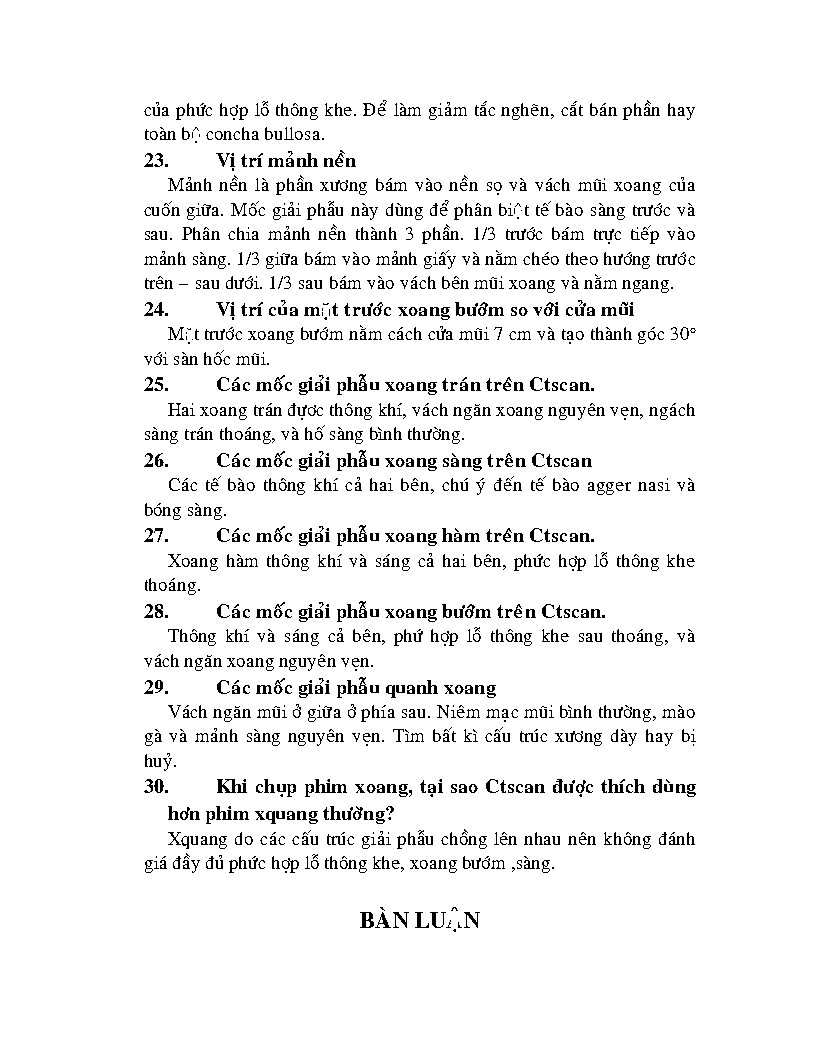 của phức hợp lỗ thông khe. Để làm giảm tắc nghẽn, cắt bán phần hay
toàn bộ concha bullosa.
23. Vị trí mảnh nền
Mảnh nền là phần xương bám vào nền sọ và vách mũi xoang của
cuốn giữa. Mốc giải phẫu này dùng để phân biệt tế bào sàng trước và
sau. Phân chia mảnh nền thành 3 phần. 1/3 trước bám trực tiếp vào
mảnh sàng. 1/3 giữa bám vào mảnh giấy và nằm chéo theo hướng trước
trên – sau dưới. 1/3 sau bám vào vách bên mũi xoang và nằm ngang.
24. Vị trí của mặt trước xoang bướm so với cửa mũi
Mặt trước xoang bướm nằm cách cửa mũi 7 cm và tạo thành góc 30°
với sàn hốc mũi.
25. Các mốc giải phẫu xoang trán trên Ctscan.
Hai xoang trán đựơc thông khí, vách ngăn xoang nguyên vẹn, ngách
sàng trán thoáng, và hố sàng bình thường.
26. Các mốc giải phẫu xoang sàng trên Ctscan
Các tế bào thông khí cả hai bên, chú ý đến tế bào agger nasi và
bóng sàng.
27. Các mốc giải phẫu xoang hàm trên Ctscan.
Xoang hàm thông khí và sáng cả hai bên, phức hợp lỗ thông khe
thoáng.
28. Các mốc giải phẫu xoang bướm trên Ctscan.
Thông khí và sáng cả bên, phứ hợp lỗ thông khe sau thoáng, và
vách ngăn xoang nguyên vẹn.
29. Các mốc giải phẫu quanh xoang
Vách ngăn mũi ở giữa ở phía sau. Niêm mạc mũi bình thường, mào
gà và mảnh sàng nguyên vẹn. Tìm bất kì cấu trúc xương dày hay bị
huỷ.
30. Khi chụp phim xoang, tại sao Ctscan được thích dùng
hơn phim xquang thường?
Xquang do các cấu trúc giải phẫu chồng lên nhau nên không đánh
giá đầy đủ phức hợp lỗ thông khe, xoang bướm ,sàng.
BÀN LUẬN